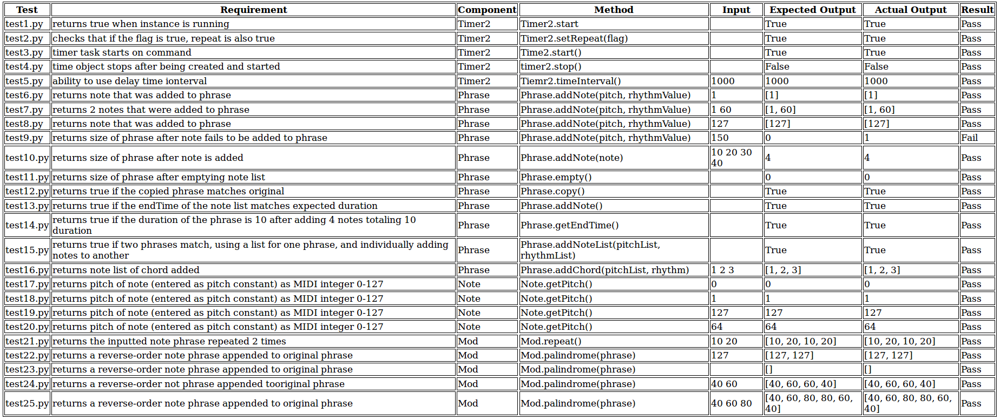 Test Requirement Component Method Input Expected Output Actual Output Result
test1.py returns true when instance is running Timer2 Timer2.start True True Pass
test2.py checks that if the flag is true, repeat is also true Timer2 Timer2.setRepeat(flag) True True Pass
test3.py timer task starts on command Timer2 Time2.start() True True Pass
test4.py time object stops after being created and started Timer2 timer2.stop() False False Pass
test5.py ability to use delay time ionterval Timer2 Tiemr2.timeInterval() 1000 1000 1000 Pass
test6.py returns note that was added to phrase Phrase Phrase.addNote(pitch, rhythmValue) 1 [1] [1] Pass
test7.py returns 2 notes that were added to phrase Phrase Phrase.addNote(pitch, rhythmValue) 1 60 [1, 60] [1, 60] Pass
test8.py returns note that was added to phrase Phrase Phrase.addNote(pitch, rhythmValue) 127 [127] [127] Pass
test9.py returns size of phrase after note fails to be added to phrase Phrase Phrase.addNote(pitch, rhythmValue) 150 0 1 Fail
test10.py returns size of phrase after note is added Phrase Phrase.addNote(note) 10 20 30
40 4 4 Pass
test11.py returns size of phrase after emptying note list Phrase Phrase.empty() 0 0 Pass
test12.py returns true if the copied phrase matches original Phrase Phrase.copy() True True Pass
test13.py returns true if the endTime of the note list matches expected duration Phrase Phrase.addNote() True True Pass
test14.py returns true if the duration of the phrase is 10 after adding 4 notes totaling 10
duration Phrase Phrase.getEndTime() True True Pass
test15.py returns true if two phrases match, using a list for one phrase, and individually adding
notes to another Phrase Phrase.addNoteList(pitchList,
rhythmList) True True Pass
test16.py returns note list of chord added Phrase Phrase.addChord(pitchList, rhythm) 1 2 3 [1, 2, 3] [1, 2, 3] Pass
test17.py returns pitch of note (entered as pitch constant) as MIDI integer 0-127 Note Note.getPitch() 0 0 0 Pass
test18.py returns pitch of note (entered as pitch constant) as MIDI integer 0-127 Note Note.getPitch() 1 1 1 Pass
test19.py returns pitch of note (entered as pitch constant) as MIDI integer 0-127 Note Note.getPitch() 127 127 127 Pass
test20.py returns pitch of note (entered as pitch constant) as MIDI integer 0-127 Note Note.getPitch() 64 64 64 Pass
test21.py returns the inputted note phrase repeated 2 times Mod Mod.repeat() 10 20 [10, 20, 10, 20] [10, 20, 10, 20] Pass
test22.py returns a reverse-order note phrase appended to original phrase Mod Mod.palindrome(phrase) 127 [127, 127] [127, 127] Pass
test23.py returns a reverse-order note phrase appended to original phrase Mod Mod.palindrome(phrase) [] [] Pass
test24.py returns a reverse-order not phrase appended tooriginal phrase Mod Mod.palindrome(phrase) 40 60 [40, 60, 60, 40] [40, 60, 60, 40] Pass
test25.py returns a reverse-order note phrase appended to original phrase Mod Mod.palindrome(phrase) 40 60 80 [40, 60, 80, 80, 60,
40] [40, 60, 80, 80, 60,
40] Pass